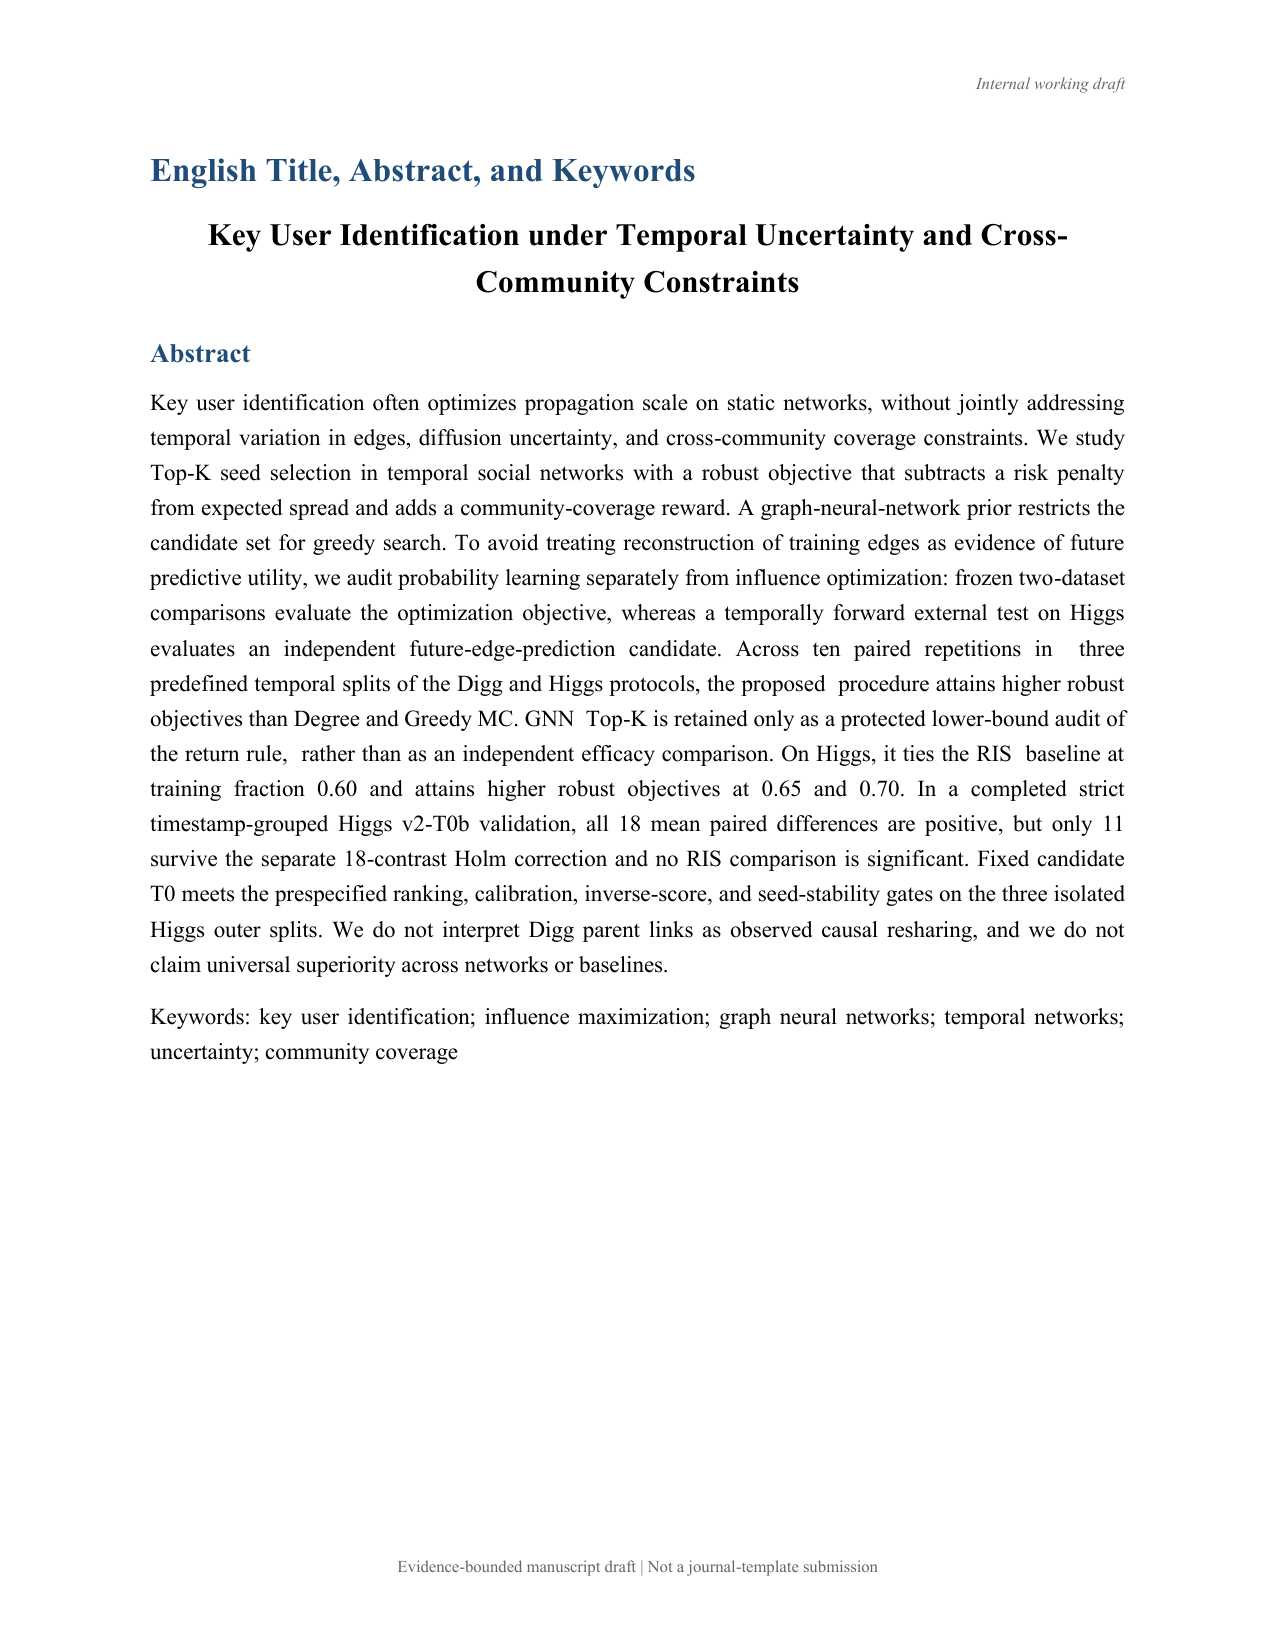 Internal working draft
English Title, Abstract, and Keywords
Key User Identification under Temporal Uncertainty and Cross-
Community Constraints
Abstract
Key user identification often optimizes propagation scale on static networks, without jointly addressing
temporal variation in edges, diffusion uncertainty, and cross-community coverage constraints. We study
Top-K seed selection in temporal social networks with a robust objective that subtracts a risk penalty
from expected spread and adds a community-coverage reward. A graph-neural-network prior restricts the
candidate set for greedy search. To avoid treating reconstruction of training edges as evidence of future
predictive utility, we audit probability learning separately from influence optimization: frozen two-dataset
comparisons evaluate the optimization objective, whereas a temporally forward external test on Higgs
evaluates an independent future-edge-prediction candidate. Across ten paired repetitions in three
predefined temporal splits of the Digg and Higgs protocols, the proposed procedure attains higher robust
objectives than Degree and Greedy MC. GNN Top-K is retained only as a protected lower-bound audit of
the return rule, rather than as an independent efficacy comparison. On Higgs, it ties the RIS baseline at
training fraction 0.60 and attains higher robust objectives at 0.65 and 0.70. In a completed strict
timestamp-grouped Higgs v2-T0b validation, all 18 mean paired differences are positive, but only 11
survive the separate 18-contrast Holm correction and no RIS comparison is significant. Fixed candidate
T0 meets the prespecified ranking, calibration, inverse-score, and seed-stability gates on the three isolated
Higgs outer splits. We do not interpret Digg parent links as observed causal resharing, and we do not
claim universal superiority across networks or baselines.
Keywords: key user identification; influence maximization; graph neural networks; temporal networks;
uncertainty; community coverage
Evidence-bounded manuscript draft | Not a journal-template submission